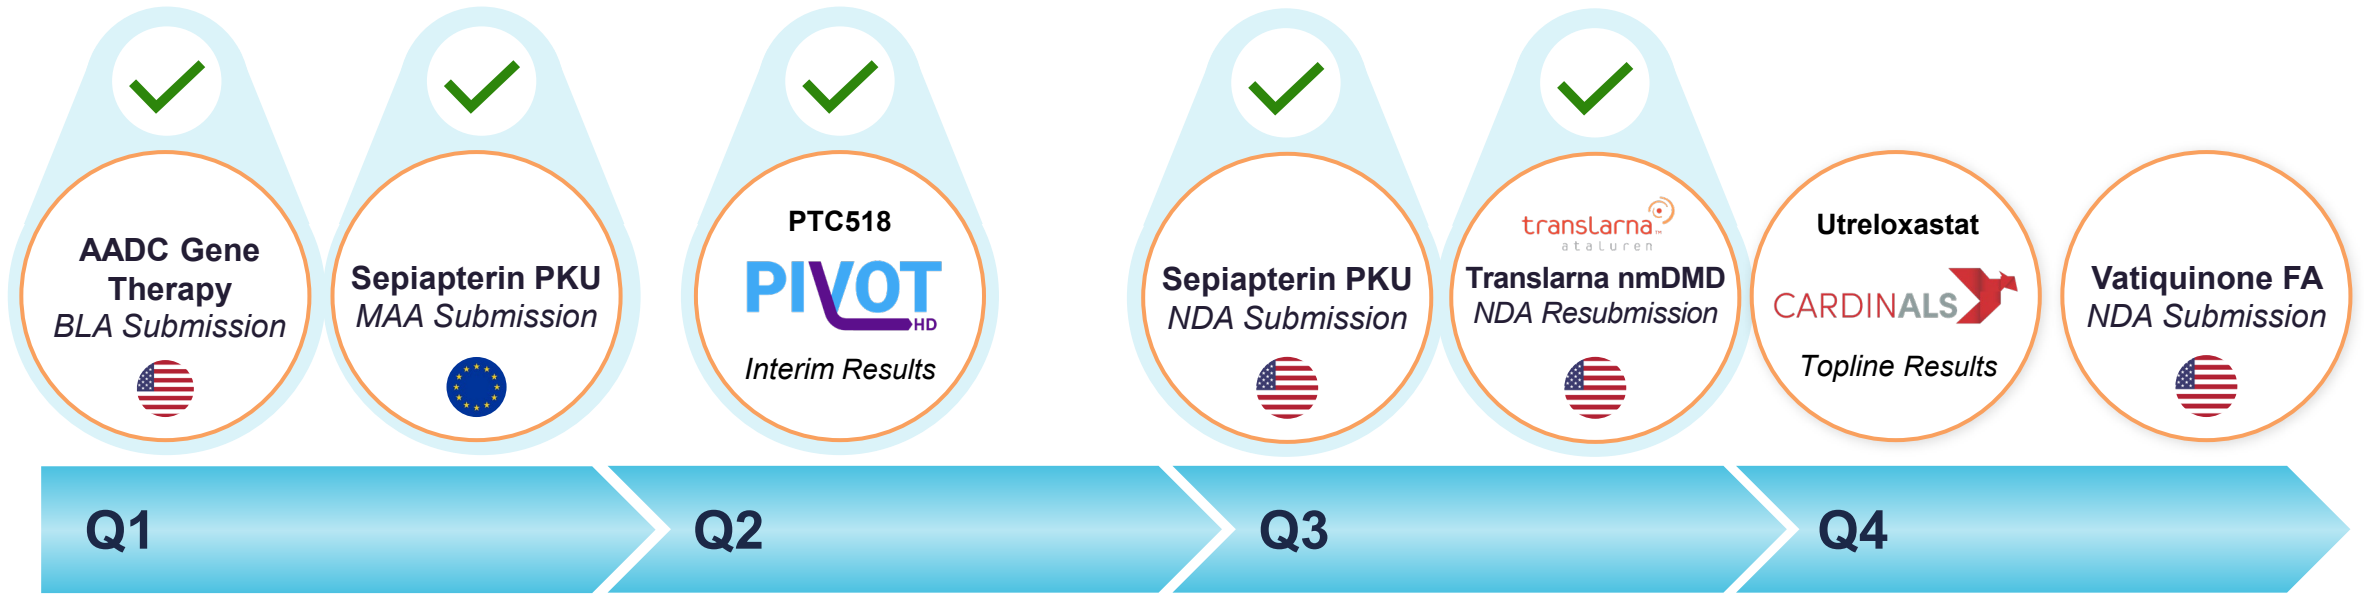 AADC Gene
Therapy
BLA Submission
Sepiapterin PKU
MAA Submission
PTC518
PIVOT
HD
Interim Results
Sepiapterin PKU
NDA Submission
translarna™
ataluren
Translarna nmDMD
NDA Resubmission
Utreloxastat
CARDINALS
Topline Results
Vatiquinone FA
NDA Submission
Q1
Q2
Q3
Q4